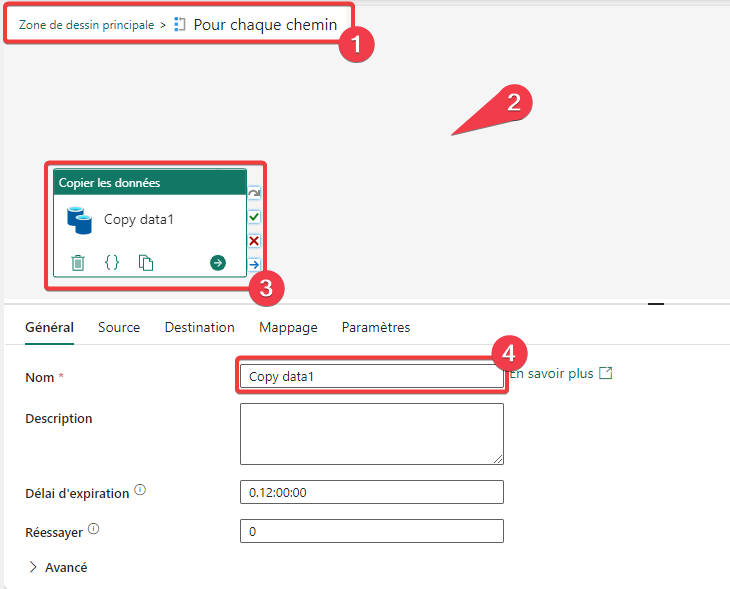 Zone de dessin principale > Pour chaque chemin
1
2
Copier les données
Copy data1
3
Général Source Destination Mappage Paramètres
4
Nom * Copy data1 En savoir plus
Description
Délai d'expiration 0.12:00:00
Réessayer 0
Avancé